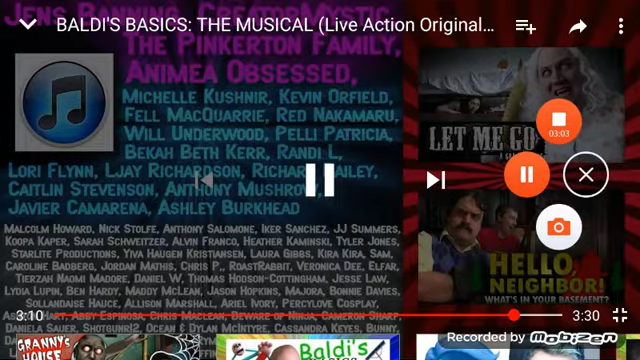 JENS BANNING, CREATORMYSTIC,
BALDI'S BASICS: THE MUSICAL (Live Action Original...
THE PINKERTON FAMILY,
ANIMEA OBSESSED,
MICHELLE KUSHNIR, KEVIN ORFIELD,
FELL MACQUARRIE, RED NAKAMARU,
WILL UNDERWOOD, PELLI PATRICIA,
BEKAH BETH KERR, RANDI L,
LORI FLYNN, LJAY RICHARDSON, RICHARD BAILEY,
CAITLIN STEVENSON, ANTHONY MUSHROW,
JAVIER CAMARENA, ASHLEY BURKHEAD
LET ME GO
03:03
MALCOLM HOWARD, NICK STOLFE, ANTHONY SALOMONE, IKER SANCHEZ, JJ SUMMERS,
KOOPA KAPER, SARAH SCHWEITZER, ALVIN FRANCO, HEATHER KAMINSKI, TYLER JONES,
STARLITE PRODUCTIONS, YIVA HAUGEN KRISTIANSEN, LAURA GIBBS, KIRA KIRA, SAM,
CAROLINE BADBERG, JORDAN MATHIS, CHRIS P., ROASTRABBIT, VERONICA DEE, ELFAR,
TIERZAH NAOMI MADORE, DANIEL W, THOMAS HODSON-COTTINGHAM, JESSE LAW,
LYDIA LUPIN, BEN HARDY, MADDY MCLEAN, JASON HOPKINS, MAJORA, BONNIE DAVIES,
SOLLANDAISE HAUCE, ALLISON MARSHALL, ARIEL IVORY, PERCYLOVE COSPLAY,
HART, ABBY ESPINOSA, CHRIS MACLEAN, BEWARE OF NINJA, CAMERON SHARP,
DANIELA SAUER, SHOTGUNRI2, OCEAN & DYLAN MCINTYRE, CASSANDRA KEYES, BUNNY,
HELLO,
NEIGHBOR!
WHAT'S IN YOUR BASEMENT?
3:10
3:30
Recorded by MOBIZEN
GRANNY'S
HOUSE
Baldi's